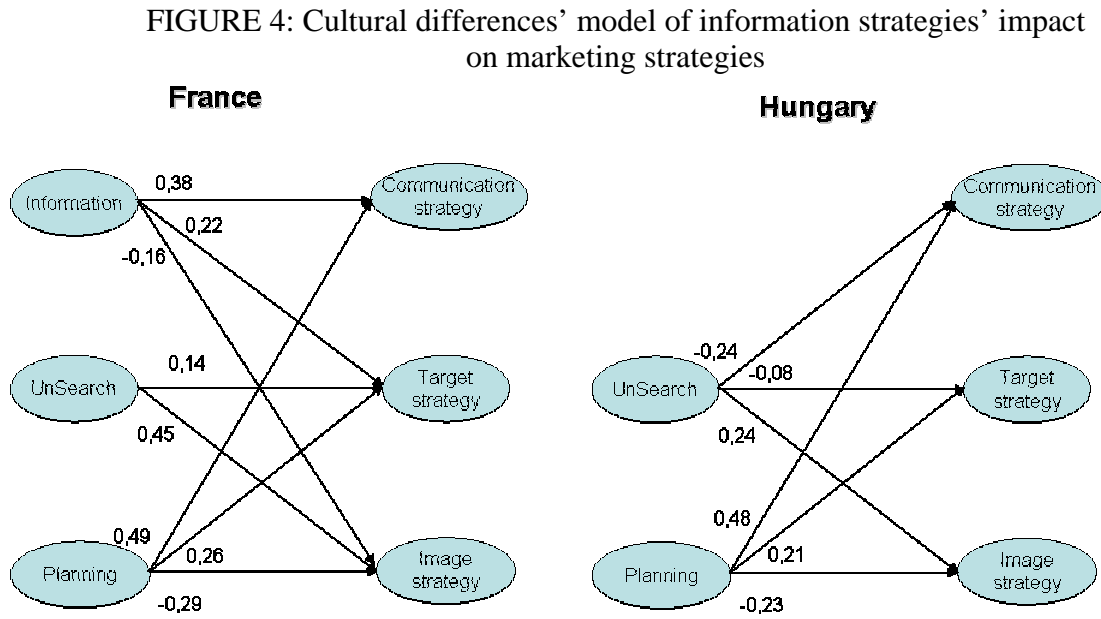 FIGURE 4: Cultural differences’ model of information strategies’ impact
on marketing strategies
France
Hungary
Information
0,38
0,22
-0,16
Communication
strategy
UnSearch
0,14
0,45
Target
strategy
Planning
0,49
0,26
-0,29
Image
strategy
Communication
strategy
UnSearch
-0,24
-0,08
0,24
Target
strategy
Planning
0,48
0,21
-0,23
Image
strategy